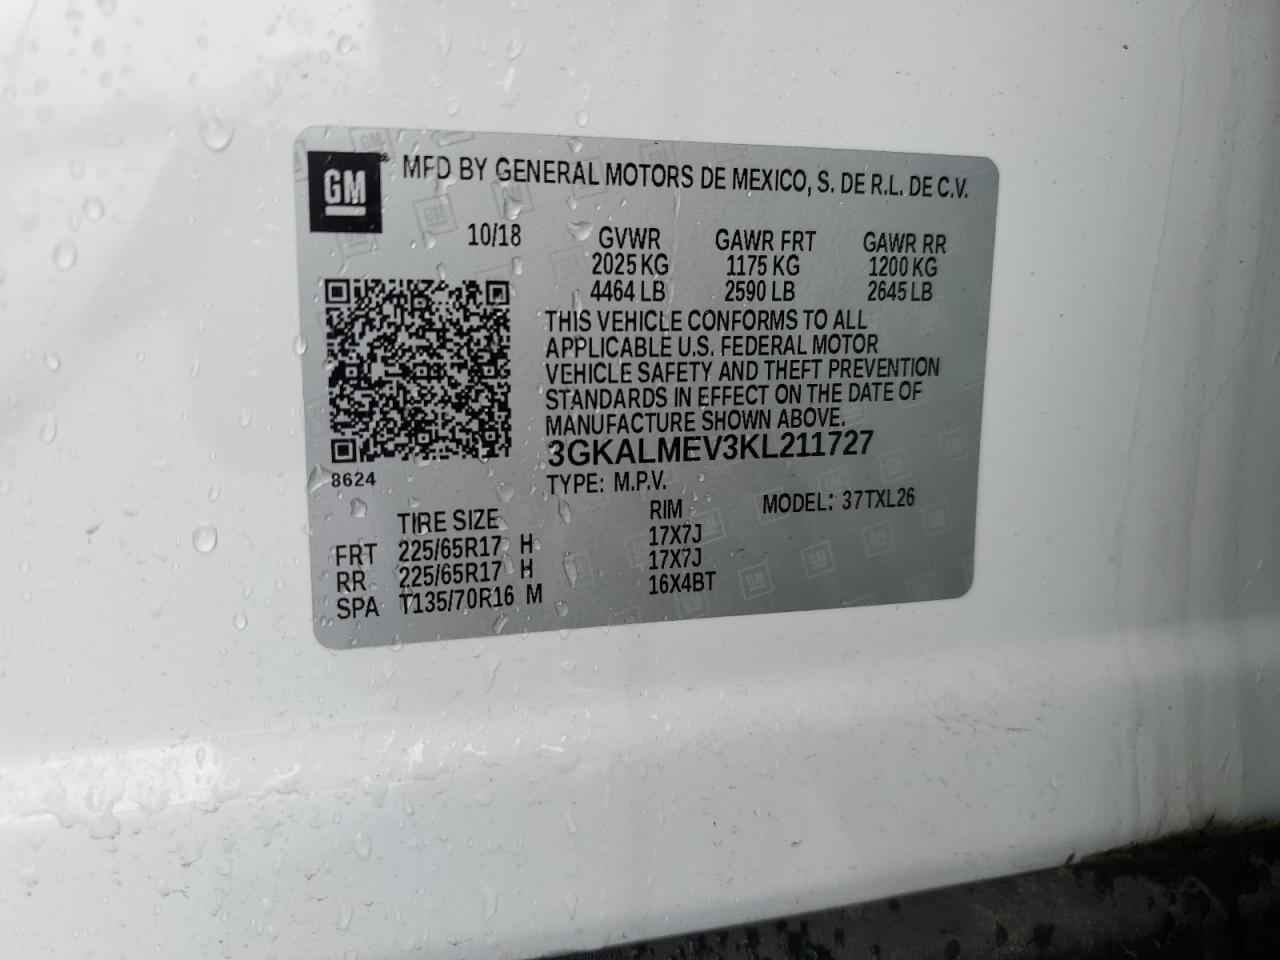 GM
MFD BY GENERAL MOTORS DE MEXICO, S. DE R.L. DE C.V.
10/18 GVWR GAWR FRT GAWR RR
2025 KG 1175 KG 1200 KG
4464 LB 2590 LB 2645 LB
THIS VEHICLE CONFORMS TO ALL
APPLICABLE U.S. FEDERAL MOTOR
VEHICLE SAFETY AND THEFT PREVENTION
STANDARDS IN EFFECT ON THE DATE OF
MANUFACTURE SHOWN ABOVE.
3GKALMEV3KL211727
8624
TYPE: M.P.V. MODEL: 37TXL26
TIRE SIZE RIM
FRT 225/65R17 H 17X7J
RR 225/65R17 H 17X7J
SPA T135/70R16 M 16X4BT